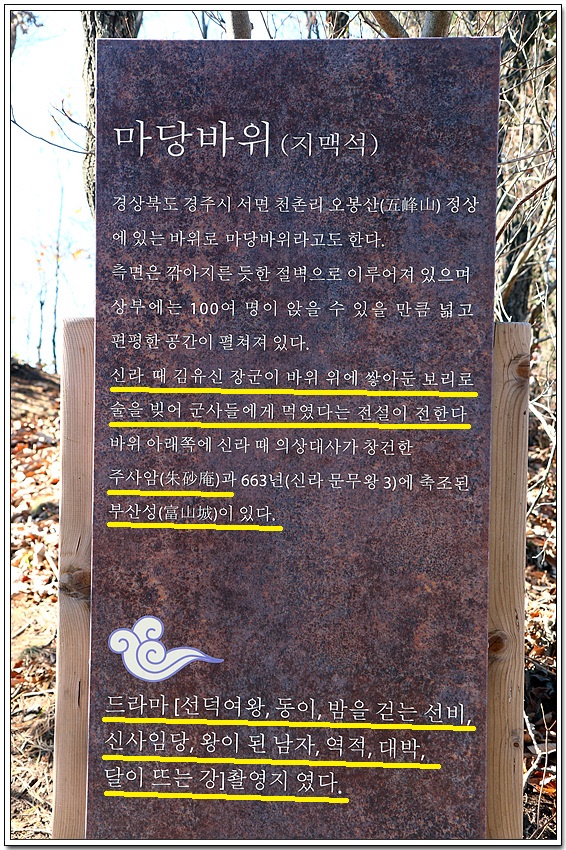 마당바위(지맥석)
경상북도 경주시 서면 천촌리 오봉산(五峰山) 정상
에 있는 바위로 마당바위라고도 한다.
측면은 깎아지른 듯한 절벽으로 이루어져 있으며
상부에는 100여 명이 앉을 수 있을 만큼 넓고
편평한 공간이 펼쳐져 있다.
신라 때 김유신 장군이 바위 위에 쌓아둔 보리로
술을 빚어 군사들에게 먹였다는 전설이 전한다
바위 아래쪽에 신라 때 의상대사가 창건한
주사암(朱砂庵)과 663년(신라 문무왕 3)에 축조된
부산성(富山城)이 있다.
드라마 [선덕여왕, 동이, 밤을 걷는 선비,
신사임당, 왕이 된 남자, 역적, 대박,
달이 뜨는 강]촬영지 였다.